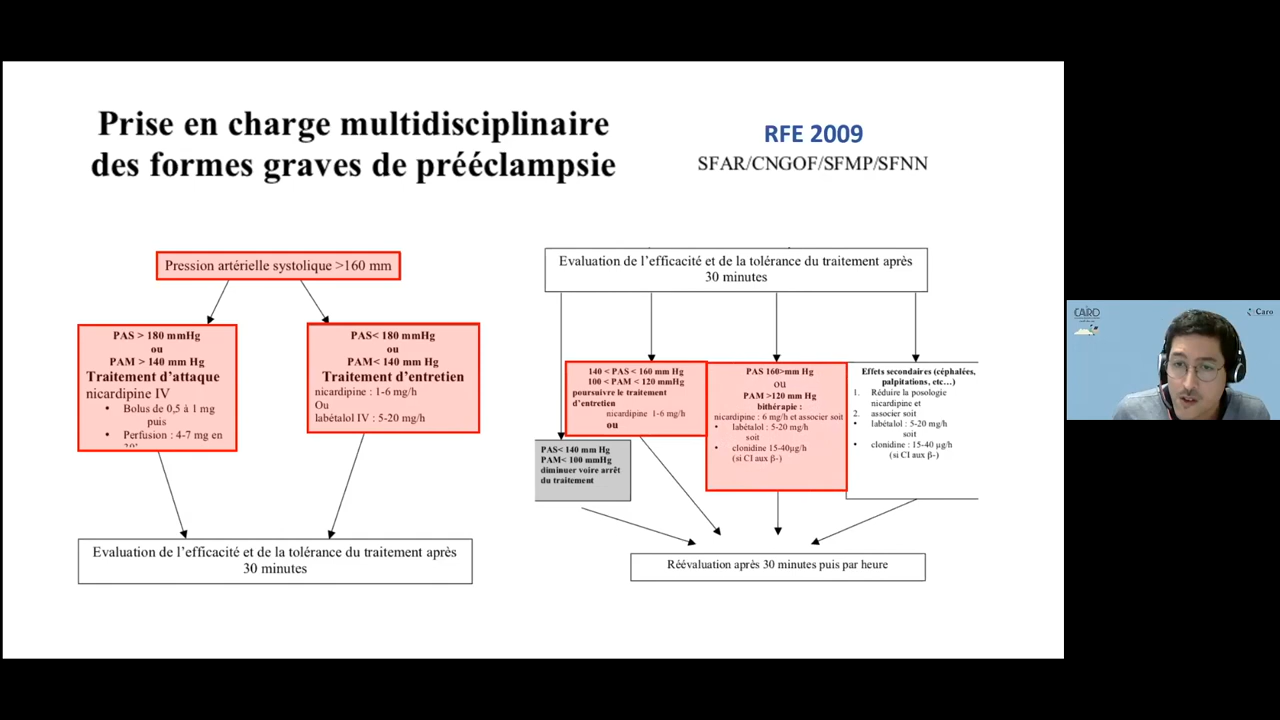 Prise en charge multidisciplinaire
des formes graves de prééclampsie
RFE 2009
SFAR/CNGOF/SFMP/SFNN
Pression artérielle systolique >160 mm
PAS > 180 mmHg
ou
PAM > 140 mm Hg
Traitement d’attaque
nicardipine IV
• Bolus de 0,5 à 1 mg
puis
• Perfusion : 4-7 mg en
PAS< 180 mmHg
ou
PAM< 140 mm Hg
Traitement d’entretien
nicardipine : 1-6 mg/h
Ou
labétalol IV : 5-20 mg/h
Evaluation de l’efficacité et de la tolérance du traitement après
30 minutes
Evaluation de l’efficacité et de la tolérance du traitement après
30 minutes
PAS< 140 mm Hg
PAM< 100 mmHg
diminuer voire arrêt
du traitement
140 < PAS < 160 mm Hg
100 < PAM < 120 mmHg
poursuivre le traitement
d’entretien
nicardipine 1-6 mg/h
ou
PAS 160>mm Hg
ou
PAM >120 mm Hg
bithérapie :
nicardipine : 6 mg/h et associer soit
• labétalol : 5-20 mg/h
soit
• clonidine 15-40µg/h
(si CI aux β-)
Effets secondaires (céphalées,
palpitations, etc…)
1. Réduire la posologie
nicardipine et
2. associer soit
• labétalol : 5-20 mg/h
soit
• clonidine : 15-40 µg/h
(si CI aux β-)
Réévaluation après 30 minutes puis par heure
CAIRO
Caro